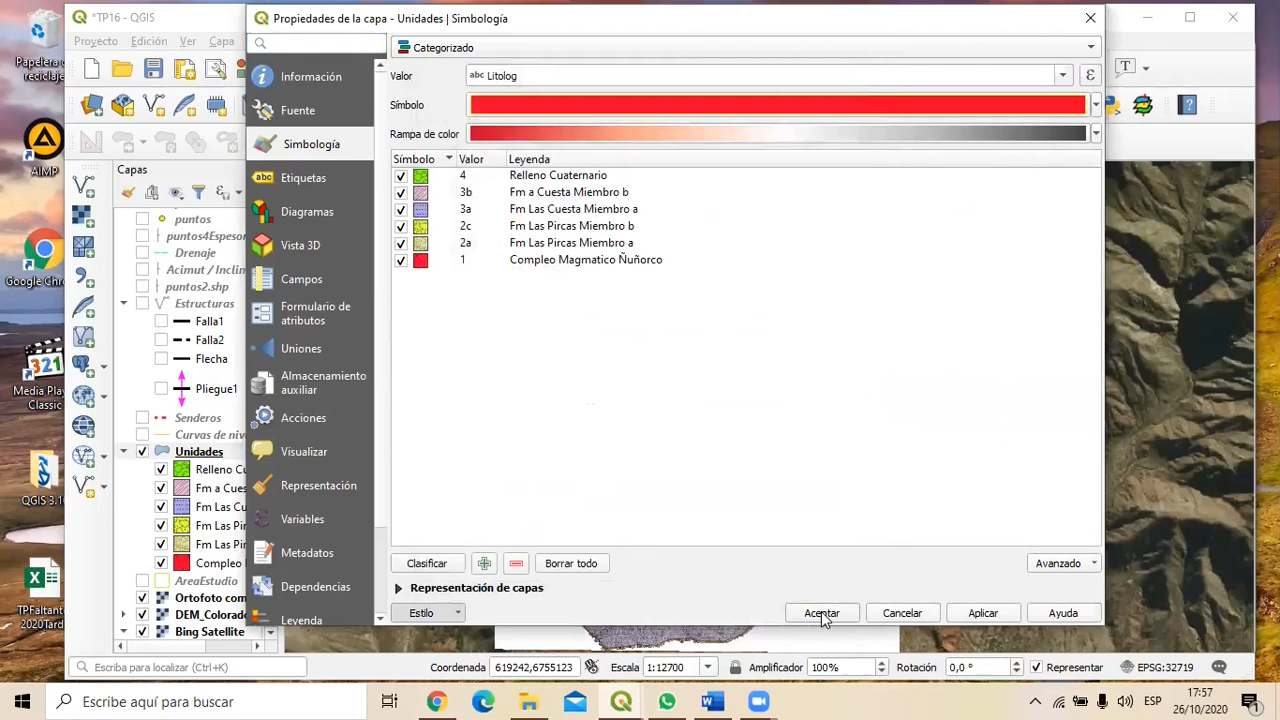 Papelera de reciclaje
*TP16 - QGIS
Propiedades de la capa - Unidades | Simbología
Proyecto Edición Ver Capa
AIMP
Google Chro
Media Play Classic
QGIS 3.10
TPFaltante 2020Tard
Capas
puntos
puntos4Espesor
Drenaje
Acimut / Inclin
puntos2.shp
Estructuras
Falla1
Falla2
Flecha
Pliegue1
Senderos
Curvas de nive
Unidades
Relleno Cu
Fm a Cues
Fm Las Cu
Fm Las Pir
Fm Las Pir
Compleo
AreaEstudio
Ortofoto com
DEM_Colorado
Bing Satellite
Información
Fuente
Simbología
Etiquetas
Diagramas
Vista 3D
Campos
Formulario de atributos
Uniones
Almacenamiento auxiliar
Acciones
Visualizar
Representación
Variables
Metadatos
Dependencias
Leyenda
Categorizado
Valor abc Litolog ε
Símbolo
Rampa de color
Símbolo Valor Leyenda
4 Relleno Cuaternario
3b Fm a Cuesta Miembro b
3a Fm Las Cuesta Miembro a
2c Fm Las Pircas Miembro b
2a Fm Las Pircas Miembro a
1 Compleo Magmatico Ñuñorco
Clasificar Borrar todo Avanzado
Representación de capas
Estilo Aceptar Cancelar Aplicar Ayuda
Escriba para localizar (Ctrl+K) Coordenada 619242,6755123 Escala 1:12700 Amplificador 100% Rotación 0,0 ° Representar EPSG:32719
Escribe aquí para buscar ESP 17:57
26/10/2020